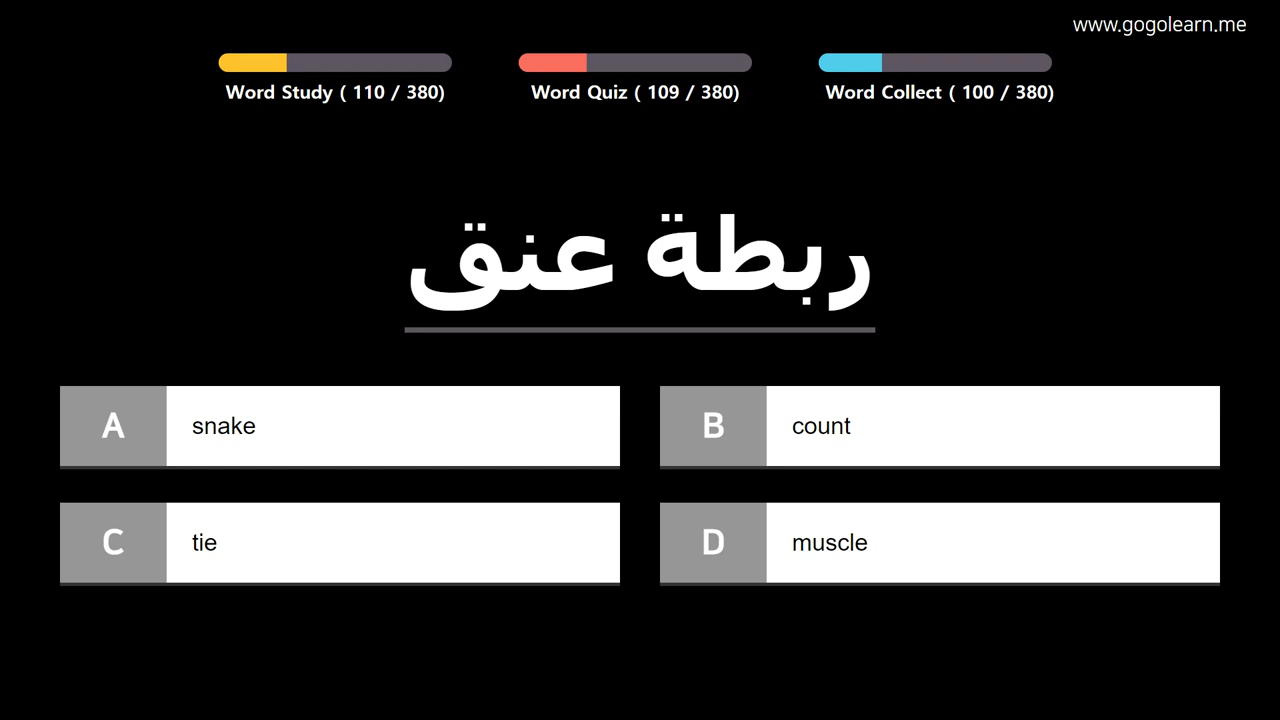 www.gogolearn.me
Word Study ( 110 / 380)
Word Quiz ( 109 / 380)
Word Collect ( 100 / 380)
ربطة عنق
A snake
B count
C tie
D muscle